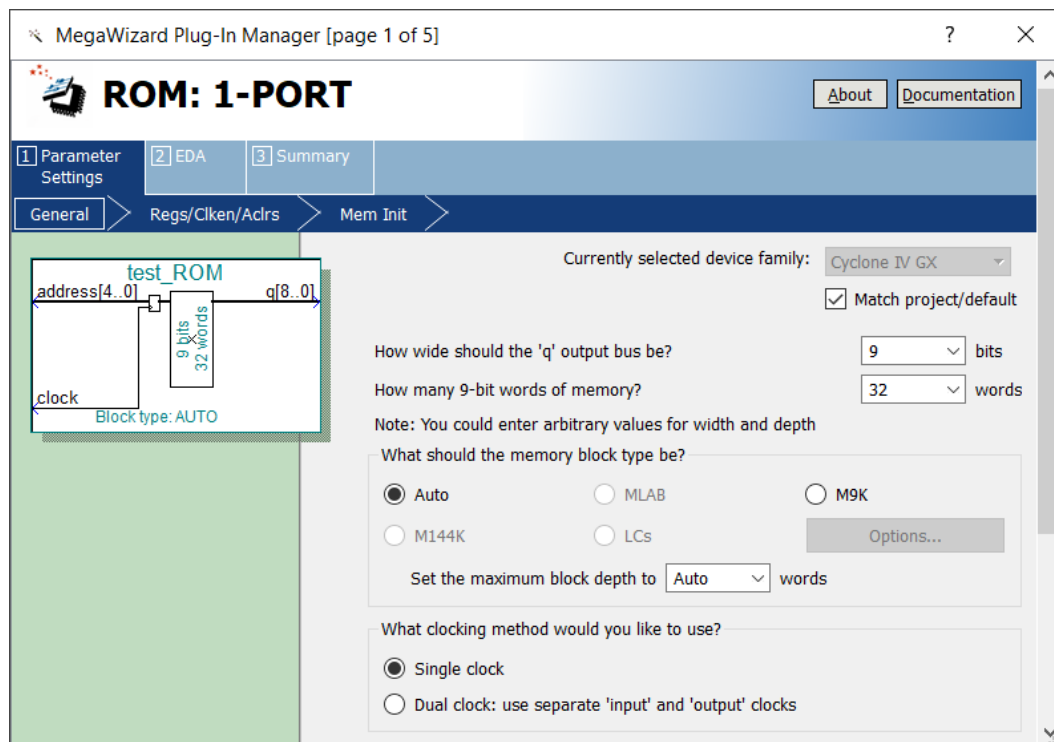 MegaWizard Plug-In Manager [page 1 of 5]
?
ROM: 1-PORT
About
Documentation
1 Parameter Settings
2 EDA
3 Summary
General
Regs/Clken/Aclrs
Mem Init
test_ROM
address[4..0]
q[8..0]
9 bits
32 words
clock
Block type: AUTO
Currently selected device family:
Cyclone IV GX
Match project/default
How wide should the 'q' output bus be?
9
bits
How many 9-bit words of memory?
32
words
Note: You could enter arbitrary values for width and depth
What should the memory block type be?
Auto
MLAB
M9K
M144K
LCs
Options...
Set the maximum block depth to
Auto
words
What clocking method would you like to use?
Single clock
Dual clock: use separate 'input' and 'output' clocks